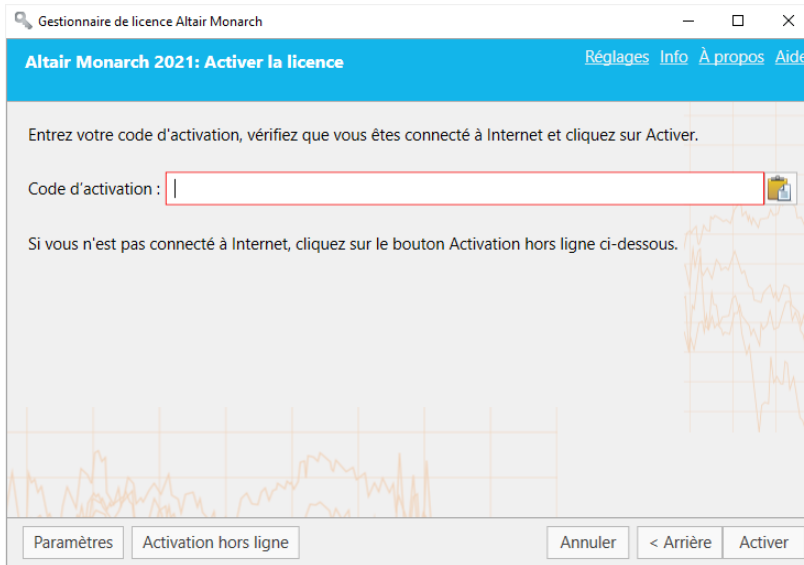 Gestionnaire de licence Altair Monarch
Altair Monarch 2021: Activer la licence
Réglages Info À propos Aide
Entrez votre code d'activation, vérifiez que vous êtes connecté à Internet et cliquez sur Activer.
Code d'activation :
Si vous n'est pas connecté à Internet, cliquez sur le bouton Activation hors ligne ci-dessous.
Paramètres Activation hors ligne Annuler < Arrière Activer